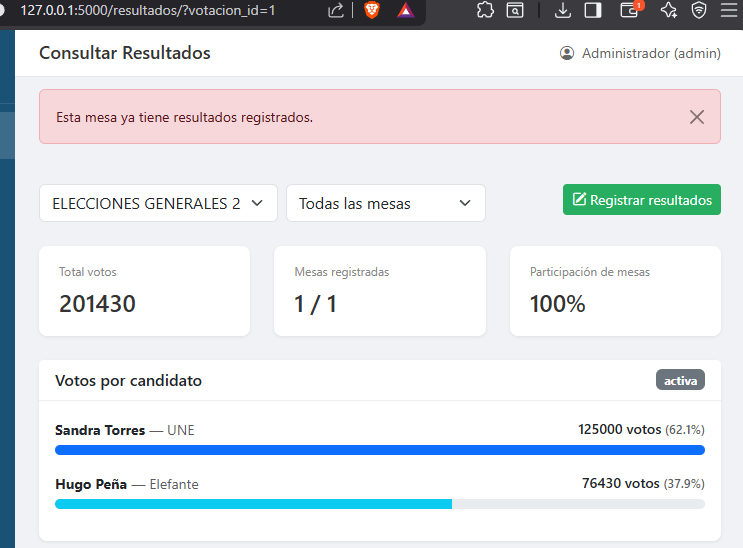 127.0.0.1:5000/resultados/?votacion_id=1
1
Consultar Resultados
Administrador (admin)
Esta mesa ya tiene resultados registrados.
ELECCIONES GENERALES 2
Todas las mesas
Registrar resultados
Total votos
Mesas registradas
Participación de mesas
201430
1 / 1
100%
Votos por candidato
activa
Sandra Torres — UNE
125000 votos (62.1%)
Hugo Peña — Elefante
76430 votos (37.9%)